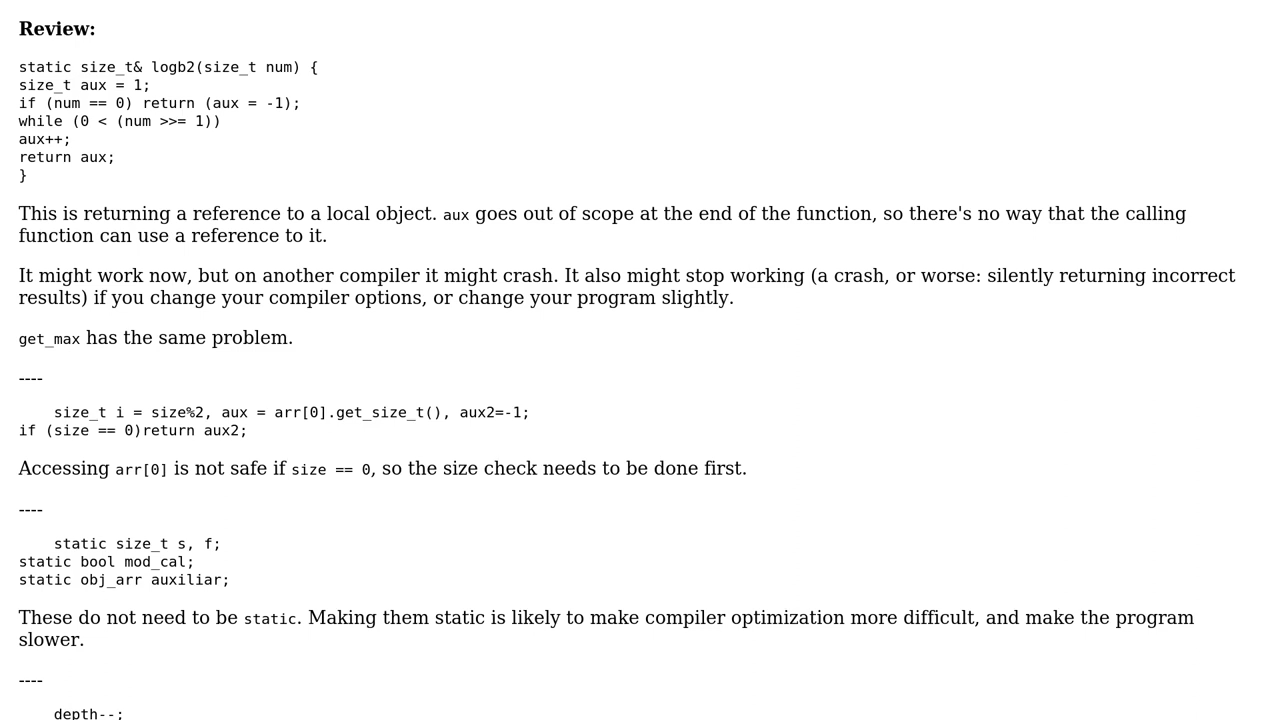 Review:
static size_t& logb2(size_t num) {
size_t aux = 1;
if (num == 0) return (aux = -1);
while (0 < (num >>= 1))
aux++;
return aux;
}
This is returning a reference to a local object. aux goes out of scope at the end of the function, so there's no way that the calling
function can use a reference to it.
It might work now, but on another compiler it might crash. It also might stop working (a crash, or worse: silently returning incorrect
results) if you change your compiler options, or change your program slightly.
get_max has the same problem.
----
size_t i = size%2, aux = arr[0].get_size_t(), aux2=-1;
if (size == 0)return aux2;
Accessing arr[0] is not safe if size == 0, so the size check needs to be done first.
----
static size_t s, f;
static bool mod_cal;
static obj_arr auxiliar;
These do not need to be static. Making them static is likely to make compiler optimization more difficult, and make the program
slower.
----
depth--;